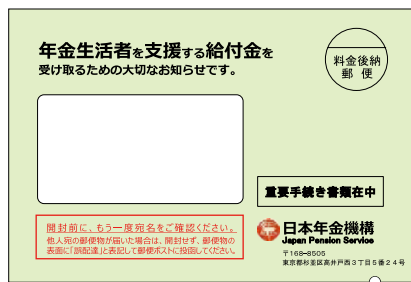 年金生活者を支援する給付金を
受け取るための大切なお知らせです。
料金後納
郵便
重要手続き書類在中
開封前に、もう一度宛名をご確認ください。
他人宛の郵便物が届いた場合は、開封せず、郵便物の
表面に「誤配達」と表記して郵便ポストに投函してください。
日本年金機構
Japan Pension Service
〒168-8505
東京都杉並区高井戸西3丁目5番24号